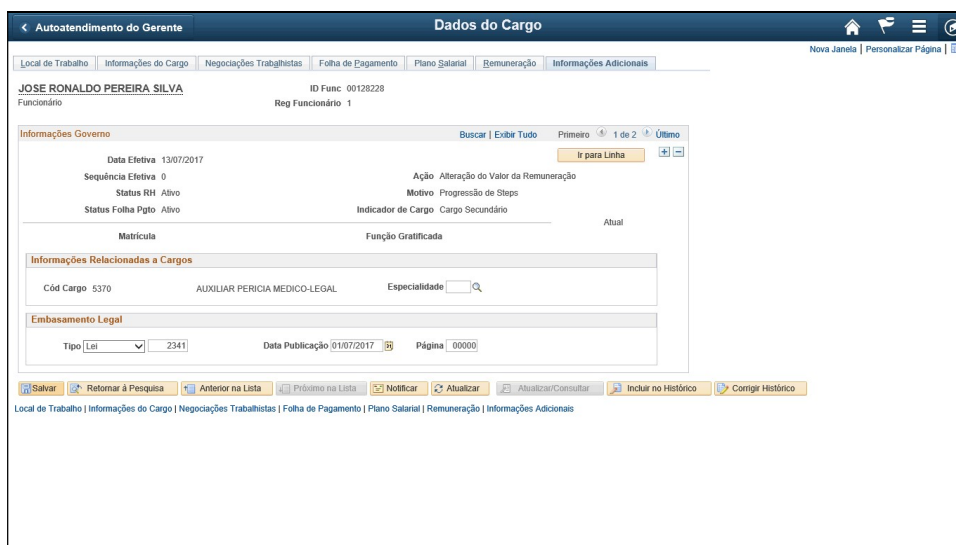 Autoatendimento do Gerente Dados do Cargo
Nova Janela | Personalizar Página |
Local de Trabalho Informações do Cargo Negociações Trabalhistas Folha de Pagamento Plano Salarial Remuneração Informações Adicionais
JOSE RONALDO PEREIRA SILVA ID Func 00128228
Funcionário Reg Funcionário 1
Informações Governo Buscar | Exibir Tudo Primeiro 1 de 2 Último
Ir para Linha
Data Efetiva 13/07/2017
Sequência Efetiva 0 Ação Alteração do Valor da Remuneração
Status RH Ativo Motivo Progressão de Steps
Status Folha Pgto Ativo Indicador de Cargo Cargo Secundário
Atual
Matrícula Função Gratificada
Informações Relacionadas a Cargos
Cód Cargo 5370 AUXILIAR PERICIA MEDICO-LEGAL Especialidade
Embasamento Legal
Tipo Lei 2341 Data Publicação 01/07/2017 31 Página 00000
Salvar Retornar à Pesquisa Anterior na Lista Próximo na Lista Notificar Atualizar Atualizar/Consultar Incluir no Histórico Corrigir Histórico
Local de Trabalho | Informações do Cargo | Negociações Trabalhistas | Folha de Pagamento | Plano Salarial | Remuneração | Informações Adicionais